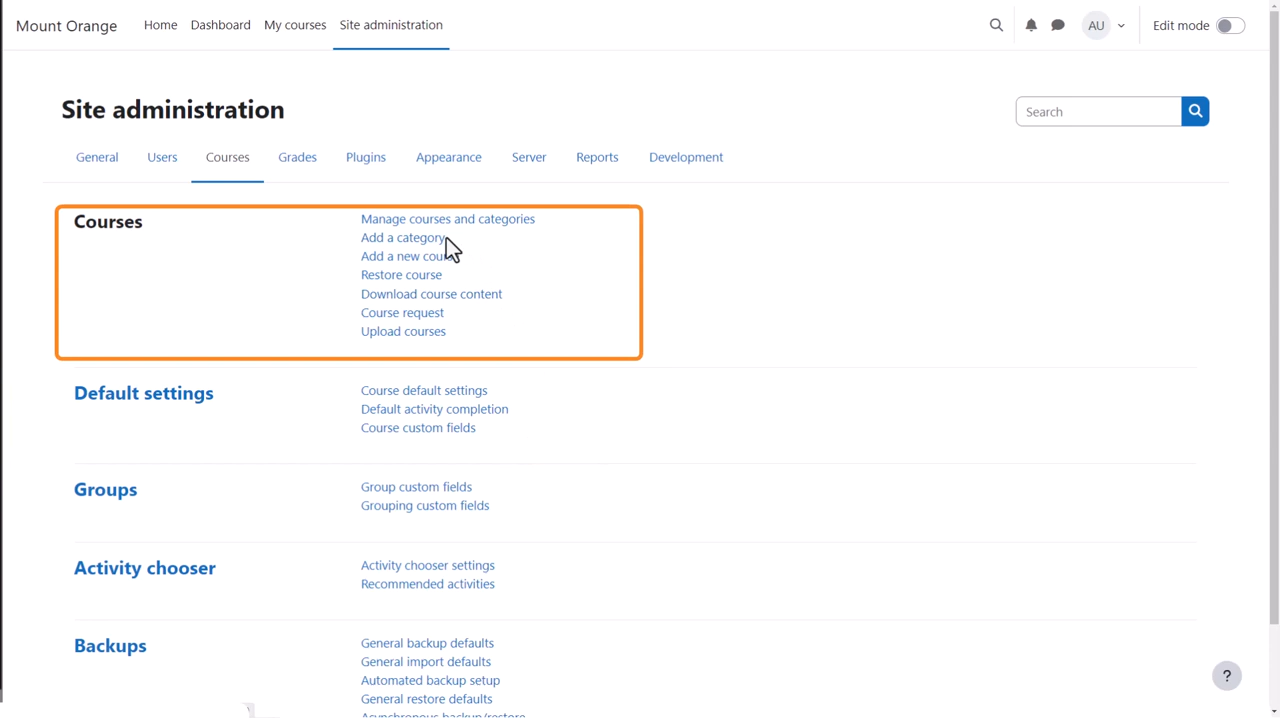 Mount Orange Home Dashboard My courses Site administration AU Edit mode
Site administration
Search
General Users Courses Grades Plugins Appearance Server Reports Development
Courses
Manage courses and categories
Add a category
Add a new
Restore course
Download course content
Course request
Upload courses
Default settings
Course default settings
Default activity completion
Course custom fields
Groups
Group custom fields
Grouping custom fields
Activity chooser
Activity chooser settings
Recommended activities
Backups
General backup defaults
General import defaults
Automated backup setup
General restore defaults
Asynchronous backup/restore
?